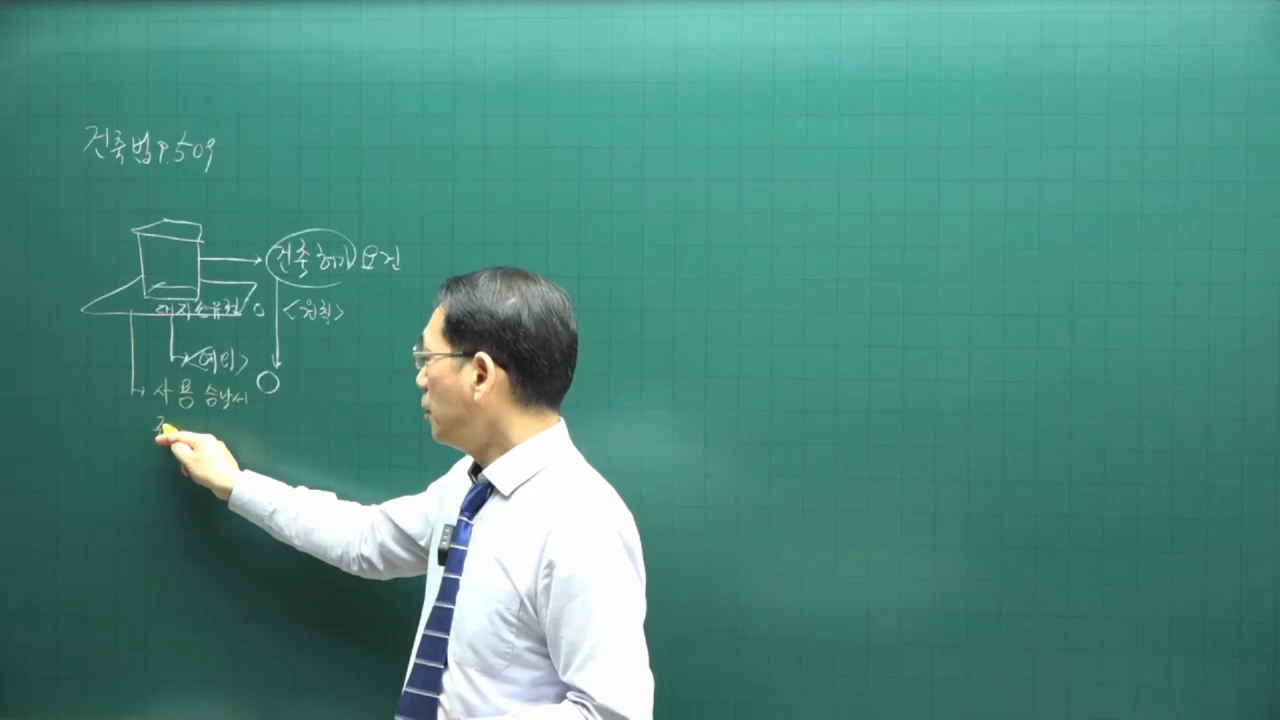 건축법 P.509
건축허가 요건
대지소유권 O <원칙>
<예외>
사용승낙서 O